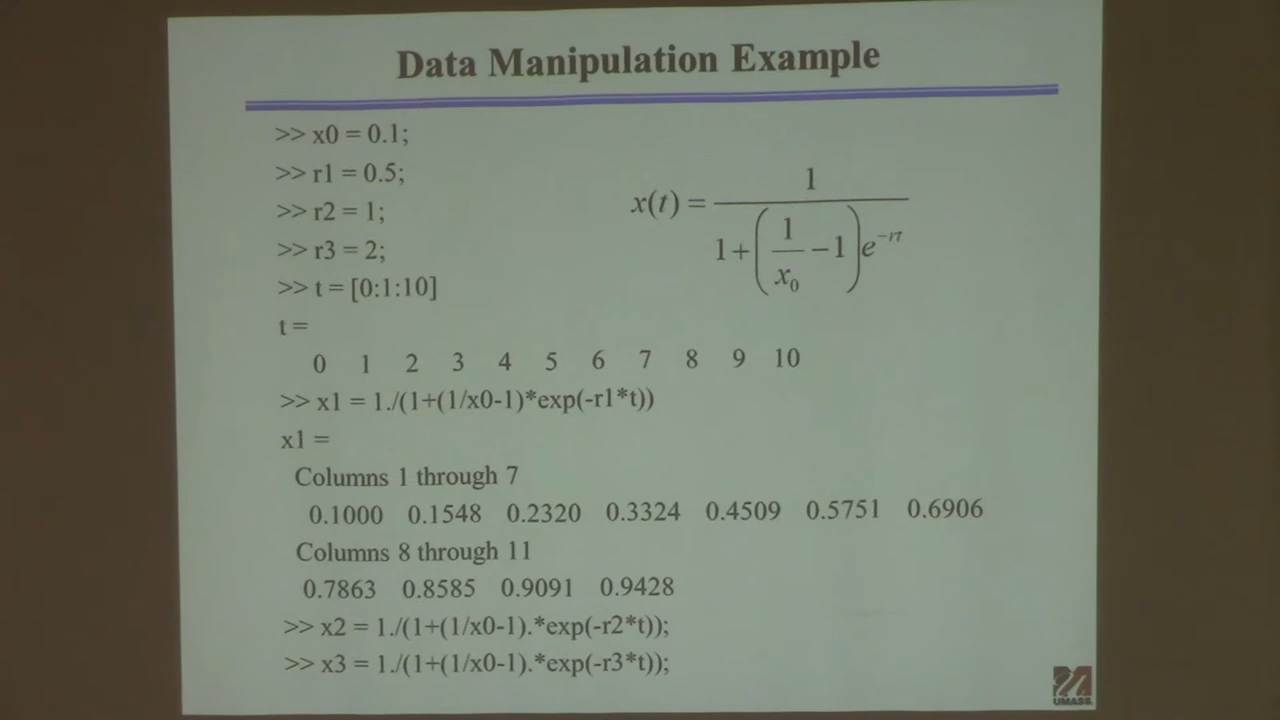 Data Manipulation Example
>> x0 = 0.1;
>> r1 = 0.5;
>> r2 = 1;
>> r3 = 2;
>> t = [0:1:10]
x(t) = 1 / (1 + (1/x₀ − 1) e^(−rt))
t =
0 1 2 3 4 5 6 7 8 9 10
>> x1 = 1./(1+(1/x0-1)*exp(-r1*t))
x1 =
Columns 1 through 7
0.1000 0.1548 0.2320 0.3324 0.4509 0.5751 0.6906
Columns 8 through 11
0.7863 0.8585 0.9091 0.9428
>> x2 = 1./(1+(1/x0-1).*exp(-r2*t));
>> x3 = 1./(1+(1/x0-1).*exp(-r3*t));
UMASS